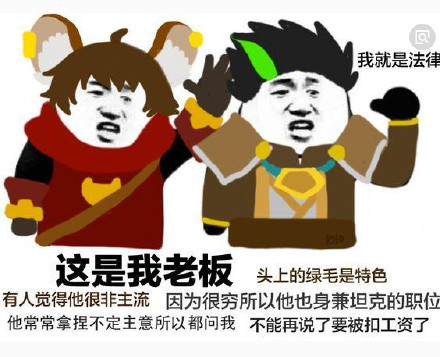 我就是法律
这是我老板
头上的绿毛是特色
有人觉得他很非主流
因为很穷所以他也身兼坦克的职位
他常常拿捏不定主意所以都问我
不能再说了要被扣工资了